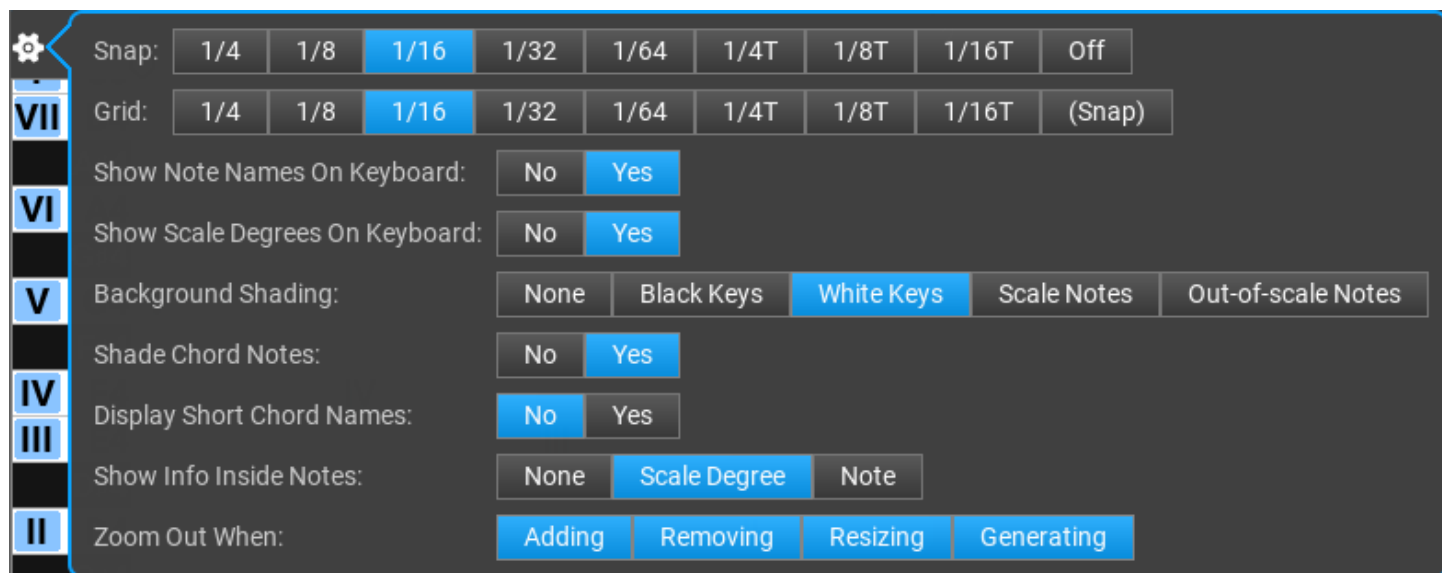 Snap: 1/4 1/8 1/16 1/32 1/64 1/4T 1/8T 1/16T Off
VII Grid: 1/4 1/8 1/16 1/32 1/64 1/4T 1/8T 1/16T (Snap)
Show Note Names On Keyboard: No Yes
VI
Show Scale Degrees On Keyboard: No Yes
V Background Shading: None Black Keys White Keys Scale Notes Out-of-scale Notes
Shade Chord Notes: No Yes
IV
Display Short Chord Names: No Yes
III
Show Info Inside Notes: None Scale Degree Note
II Zoom Out When: Adding Removing Resizing Generating